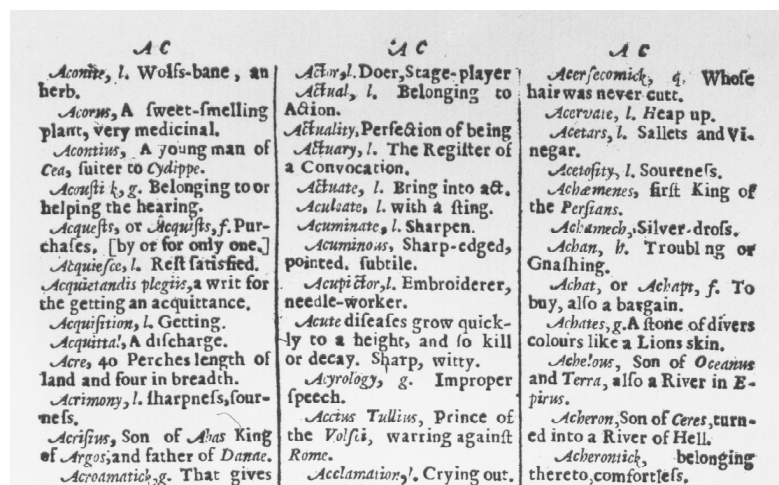 A C
Aconite, l. Wolfs-bane, an
herb.
Acorus, A ſweet-ſmelling
plant, very medicinal.
Acontius, A young man of
Cea, ſuiter to Cydippe.
Acouſtick, g. Belonging to or
helping the hearing.
Acqueſts, or Acquiſts, f. Pur-
chaſes, [by or for only one.]
Acquieſce, l. Reſt ſatisfied.
Acquietandis plegiis, a writ for
the getting an acquittance.
Acquiſition, l. Getting.
Acquittal, A diſcharge.
Acre, 40 Perches length of
land and four in breadth.
Acrimony, l. ſharpneſs, ſour-
neſs.
Acriſius, Son of Abas King
of Argos, and father of Danae.
Acroamatick, g. That gives
A C
Actor, l. Doer, Stage-player
Actual, l. Belonging to
Action.
Actuality, Perfection of being
Actuary, l. The Regiſter of
a Convocation.
Actuate, l. Bring into act.
Aculeate, l. with a ſting.
Acuminate, l. Sharpen.
Acuminous, Sharp-edged,
pointed. ſubtile.
Acupictor, l. Embroiderer,
needle-worker.
Acute diſeaſes grow quick-
ly to a height, and ſo kill
or decay. Sharp, witty.
Acyrology, g. Improper
ſpeech.
Accius Tullius, Prince of
the Volſcii, warring againſt
Rome.
Acclamation, l. Crying out.
A C
Acerſecomick, g. Whoſe
hair was never cutt.
Acervate, l. Heap up.
Acetars, l. Sallets and Vi-
negar.
Acetoſity, l. Soureneſs.
Achæmenes, firſt King of
the Perſians.
Achamech, Silver-droſs.
Achan, h. Troubl ng or
Gnaſhing.
Achat, or Achapt, f. To
buy, alſo a bargain.
Achates, g. A ſtone of divers
colours like a Lions skin.
Achelous, Son of Oceanus
and Terra, alſo a River in E-
pirus.
Acheron, Son of Ceres, turn-
ed into a River of Hell.
Acherontick, belonging
thereto, comfortleſs.